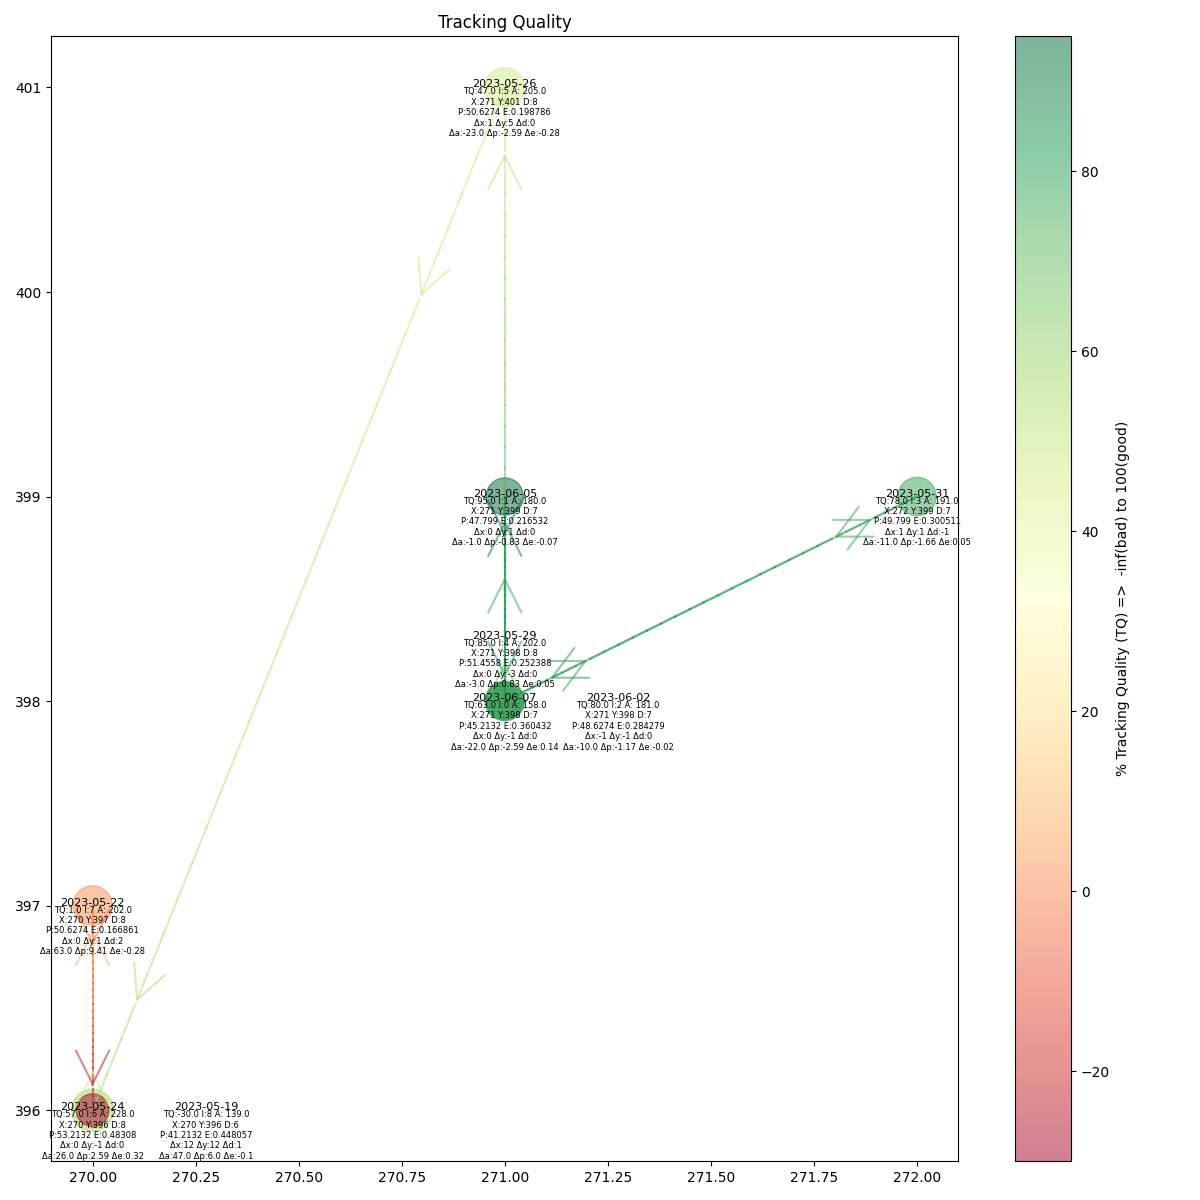 Tracking Quality
401
400
399
398
397
396
270.00
270.25
270.50
270.75
271.00
271.25
271.50
271.75
272.00
2023-05-26
TQ:47.0 I:5 A: 205.0
X:271 Y:401 D:8
P:50.6274 E:0.198786
Δx:1 Δy:5 Δd:0
Δa:-23.0 Δp:-2.59 Δe:-0.28
2023-06-05
TQ:95.0 I:1 A: 180.0
X:271 Y:399 D:7
P:47.799 E:0.216532
Δx:0 Δy:1 Δd:0
Δa:-1.0 Δp:-0.83 Δe:-0.07
2023-05-31
TQ:78.0 I:3 A: 191.0
X:272 Y:399 D:7
P:49.799 E:0.300511
Δx:1 Δy:1 Δd:-1
Δa:-11.0 Δp:-1.66 Δe:0.05
2023-05-29
TQ:85.0 I:4 A: 202.0
X:271 Y:398 D:8
P:51.4558 E:0.252388
Δx:0 Δy:-3 Δd:0
Δa:-3.0 Δp:0.83 Δe:0.05
2023-06-07
TQ:63.0 I:0 A: 158.0
X:271 Y:398 D:7
P:45.2132 E:0.360432
Δx:0 Δy:-1 Δd:0
Δa:-22.0 Δp:-2.59 Δe:0.14
2023-06-02
TQ:80.0 I:2 A: 181.0
X:271 Y:398 D:7
P:48.6274 E:0.284279
Δx:-1 Δy:-1 Δd:0
Δa:-10.0 Δp:-1.17 Δe:-0.02
2023-05-22
TQ:1.0 I:7 A: 202.0
X:270 Y:397 D:8
P:50.6274 E:0.166861
Δx:0 Δy:1 Δd:2
Δa:63.0 Δp:9.41 Δe:-0.28
2023-05-24
TQ:57.0 I:6 A: 228.0
X:270 Y:396 D:8
P:53.2132 E:0.48308
Δx:0 Δy:-1 Δd:0
Δa:26.0 Δp:2.59 Δe:0.32
2023-05-19
TQ:-30.0 I:8 A: 139.0
X:270 Y:396 D:6
P:41.2132 E:0.448057
Δx:12 Δy:12 Δd:1
Δa:47.0 Δp:6.0 Δe:-0.1
80
60
40
20
0
−20
% Tracking Quality (TQ) => -inf(bad) to 100(good)